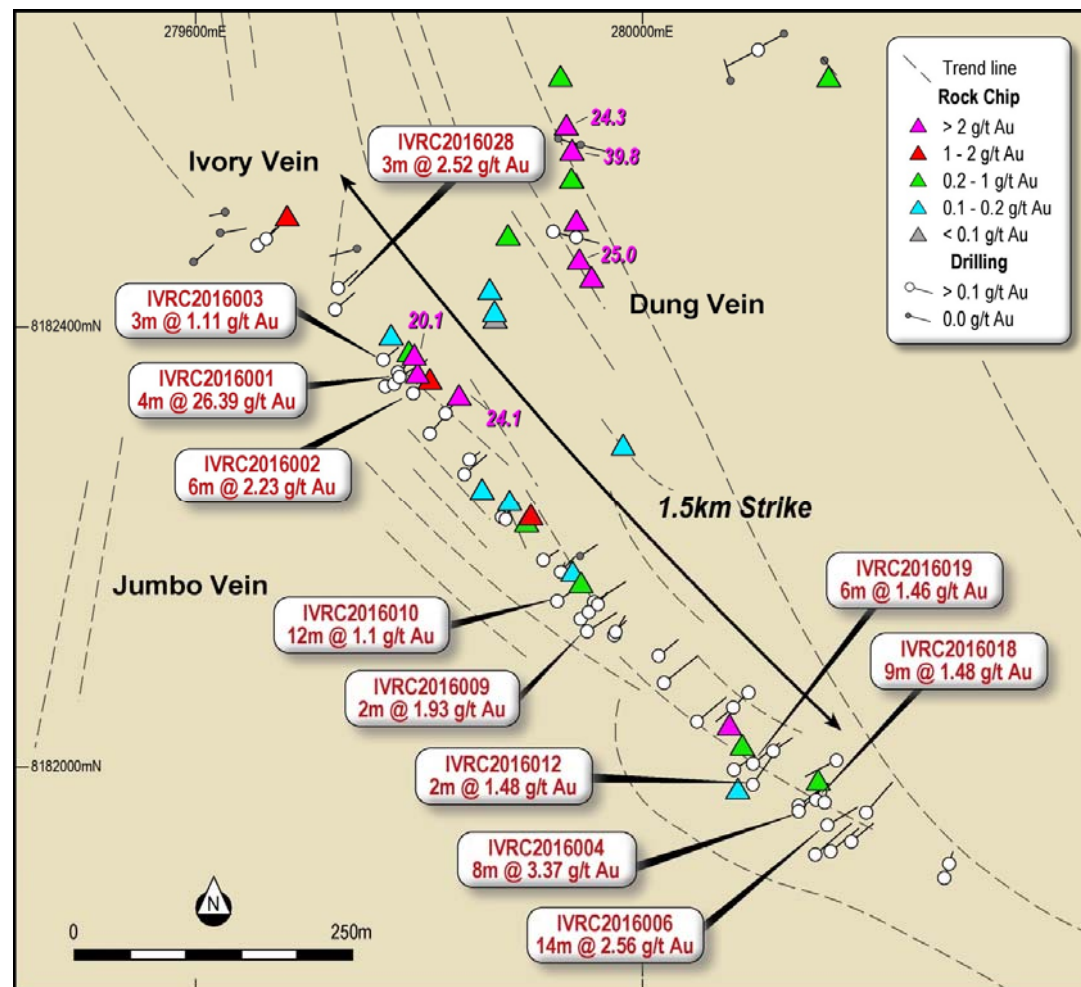 279600mE
280000mE
Trend line
Rock Chip
> 2 g/t Au
1 - 2 g/t Au
0.2 - 1 g/t Au
0.1 - 0.2 g/t Au
< 0.1 g/t Au
Drilling
> 0.1 g/t Au
0.0 g/t Au
24.3
39.8
25.0
IVRC2016028
3m @ 2.52 g/t Au
Ivory Vein
Dung Vein
IVRC2016003
3m @ 1.11 g/t Au
8182400mN
20.1
IVRC2016001
4m @ 26.39 g/t Au
24.1
IVRC2016002
6m @ 2.23 g/t Au
1.5km Strike
Jumbo Vein
IVRC2016019
6m @ 1.46 g/t Au
IVRC2016010
12m @ 1.1 g/t Au
IVRC2016018
9m @ 1.48 g/t Au
IVRC2016009
2m @ 1.93 g/t Au
8182000mN
IVRC2016012
2m @ 1.48 g/t Au
IVRC2016004
8m @ 3.37 g/t Au
IVRC2016006
14m @ 2.56 g/t Au
N
0
250m